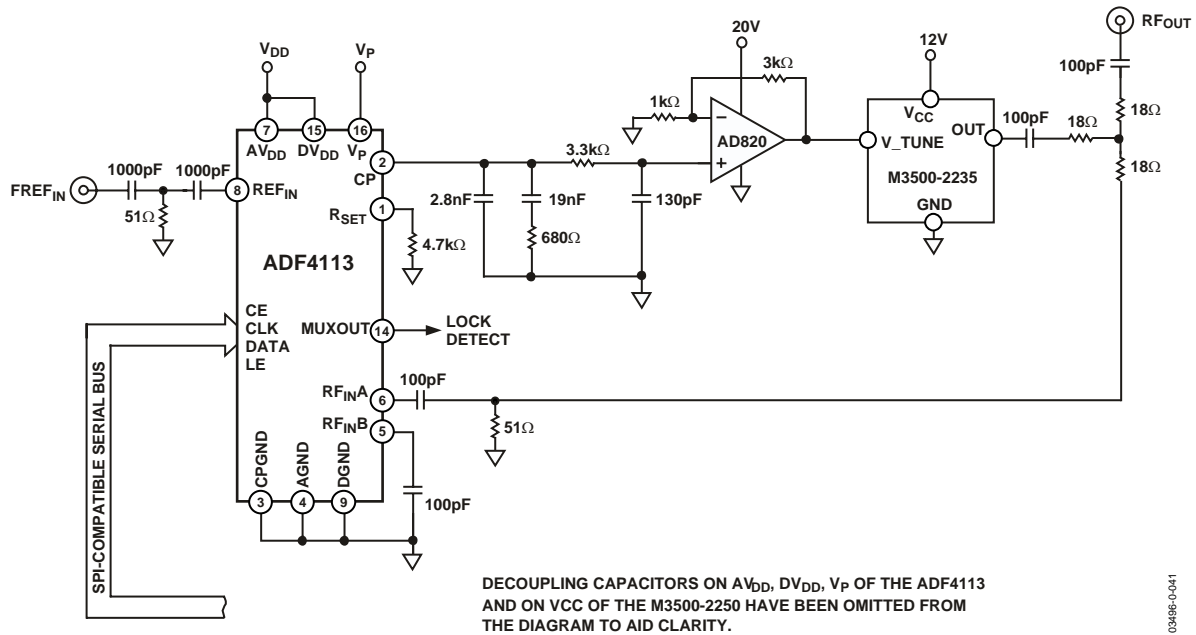 RFOUT
100pF
18Ω
18Ω
18Ω
100pF
20V
12V
3kΩ
1kΩ
AD820
VCC
V_TUNE
OUT
M3500-2235
GND
VDD
VP
7
15
16
AVDD
DVDD
VP
2
CP
1000pF
1000pF
FREFIN
8
REFIN
51Ω
1
RSET
4.7kΩ
ADF4113
3.3kΩ
2.8nF
19nF
130pF
680Ω
CE
CLK
DATA
LE
MUXOUT
14
LOCK
DETECT
SPI-COMPATIBLE SERIAL BUS
RFINA
6
100pF
51Ω
RFINB
5
100pF
CPGND
AGND
DGND
3
4
9
DECOUPLING CAPACITORS ON AVDD, DVDD, VP OF THE ADF4113
AND ON VCC OF THE M3500-2250 HAVE BEEN OMITTED FROM
THE DIAGRAM TO AID CLARITY.
03496-0-041